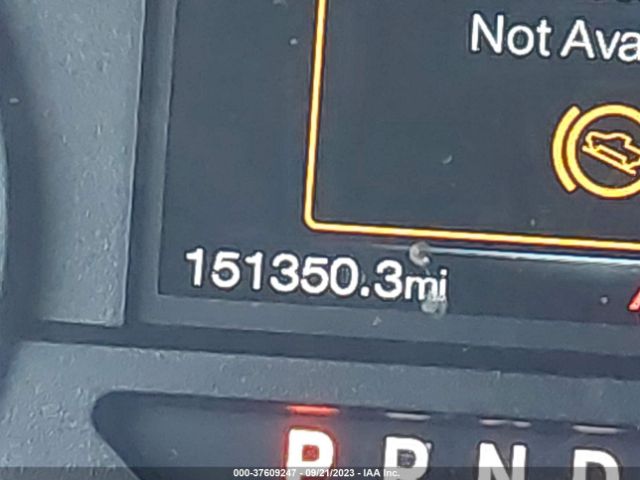 Not Ava
151350.3mi
P R N D
000-37609247 - 09/21/2023 - IAA Inc.